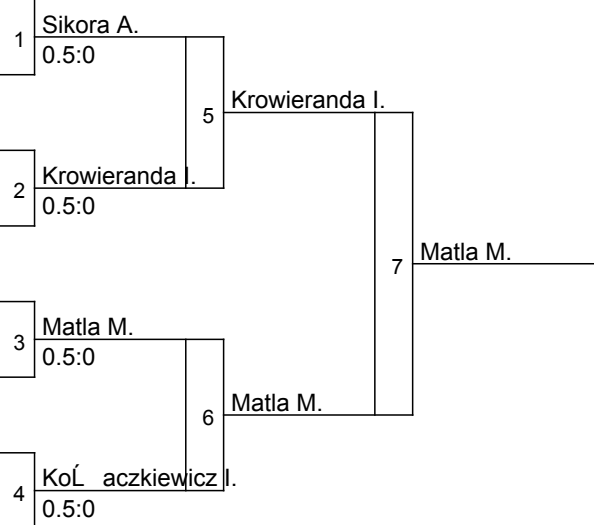 1
Sikora A.
0.5:0
5
Krowieranda I.
2
Krowieranda I.
0.5:0
7
Matla M.
3
Matla M.
0.5:0
6
Matla M.
4
KoĹ aczkiewicz I.
0.5:0